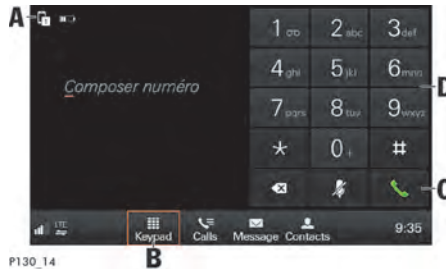 A
1 2 abc 3 def
4 ghi 5 jkl 6 mno
D
Composer numéro
7 pqrs 8 tuv 9 wxyz
* 0 + #
C
LTE
Keypad Calls Message Contacts 9:35
P130_14
B